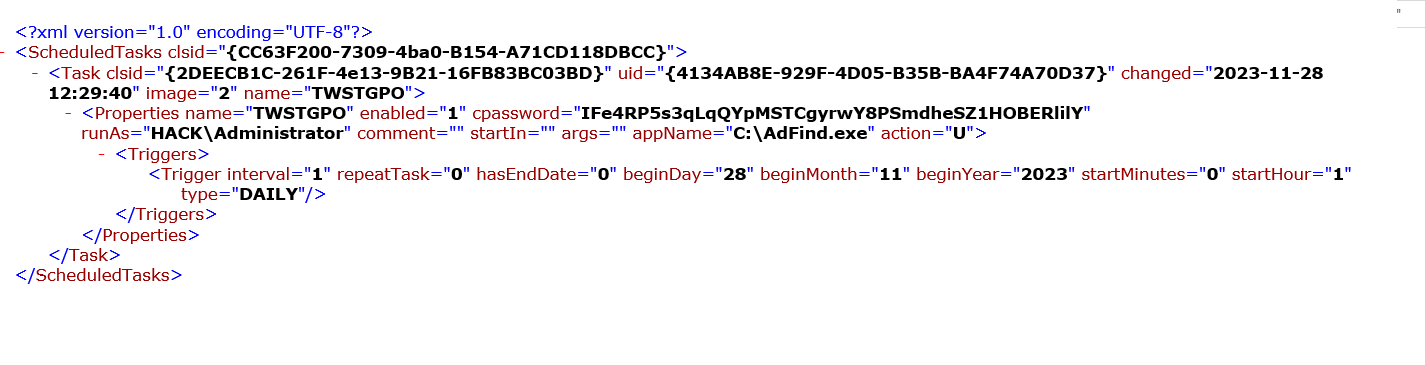 <?xml version="1.0" encoding="UTF-8"?>
- <ScheduledTasks clsid="{CC63F200-7309-4ba0-B154-A71CD118DBCC}">
- <Task clsid="{2DEECB1C-261F-4e13-9B21-16FB83BC03BD}" uid="{4134AB8E-929F-4D05-B35B-BA4F74A70D37}" changed="2023-11-28
12:29:40" image="2" name="TWSTGPO">
- <Properties name="TWSTGPO" enabled="1" cpassword="IFe4RP5s3qLqQYpMSTCgyrwY8PSmdheSZ1HOBERlilY"
runAs="HACK\Administrator" comment="" startIn="" args="" appName="C:\AdFind.exe" action="U">
- <Triggers>
<Trigger interval="1" repeatTask="0" hasEndDate="0" beginDay="28" beginMonth="11" beginYear="2023" startMinutes="0" startHour="1"
type="DAILY"/>
</Triggers>
</Properties>
</Task>
</ScheduledTasks>